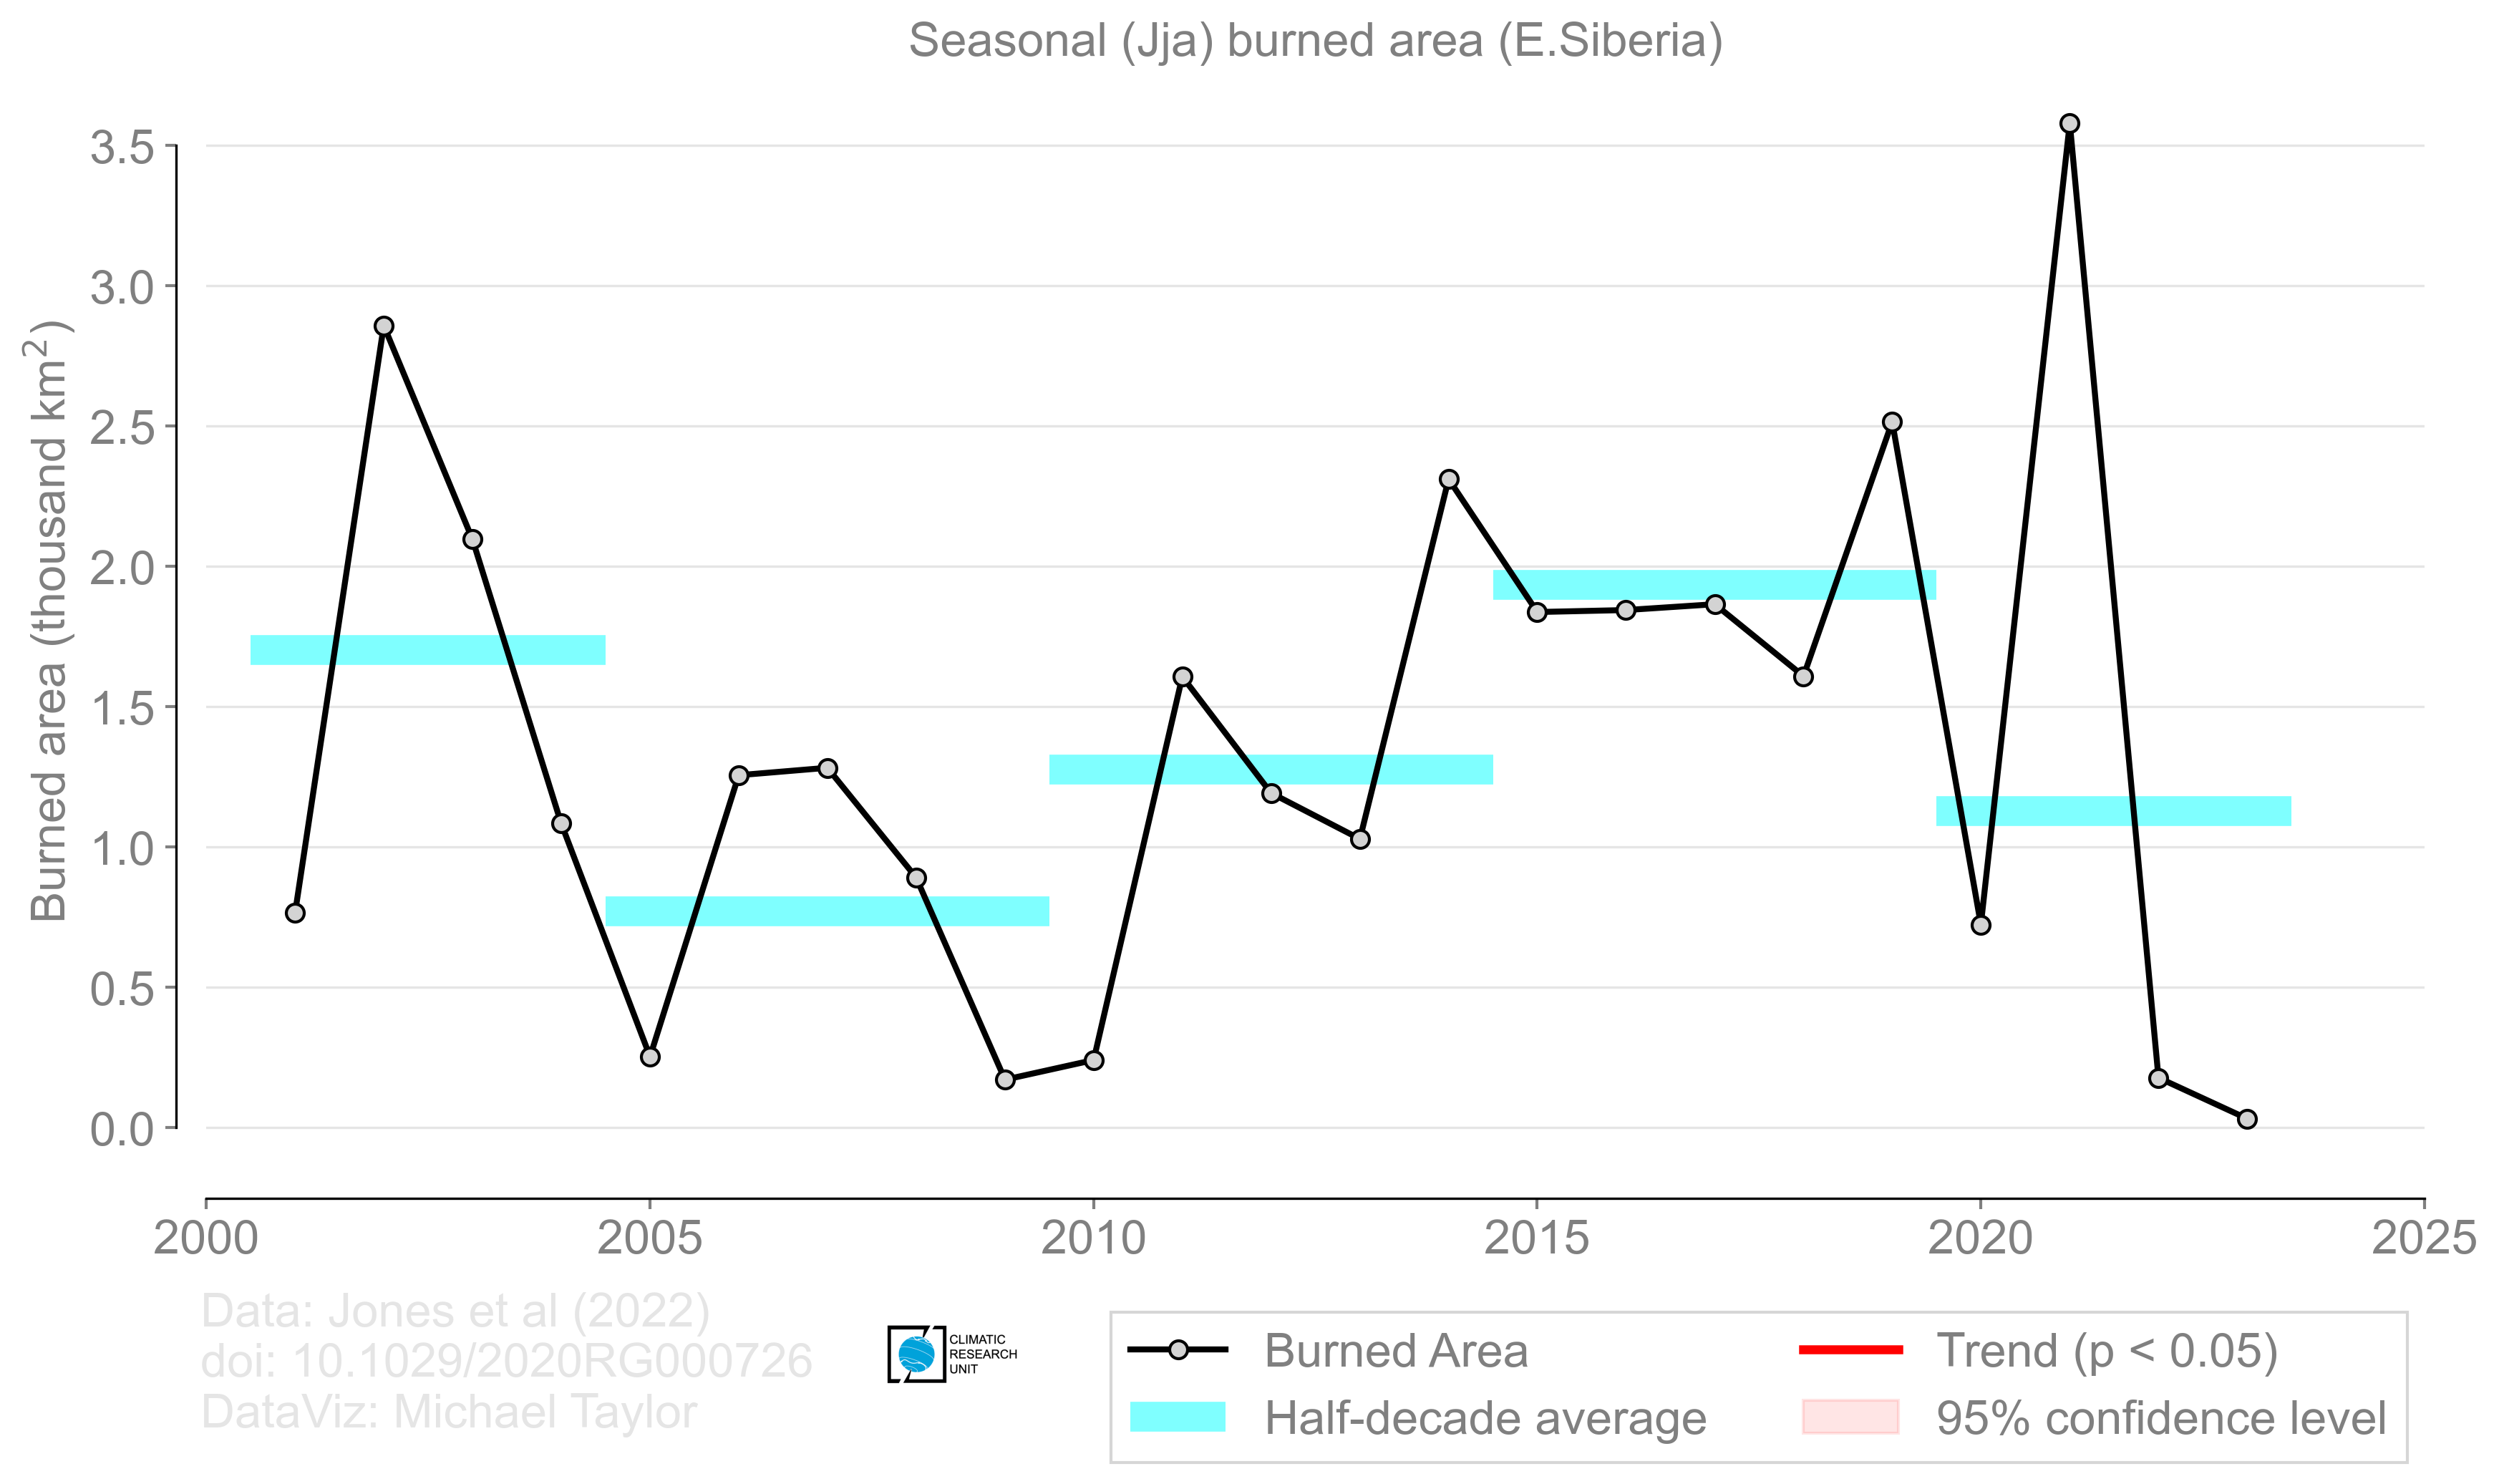 Seasonal (Jja) burned area (E.Siberia)
Burned area (thousand km²)
3.5
3.0
2.5
2.0
1.5
1.0
0.5
0.0
2000 2005 2010 2015 2020 2025
Data: Jones et al (2022)
doi: 10.1029/2020RG000726
DataViz: Michael Taylor
CLIMATIC
RESEARCH
UNIT
Burned Area
Half-decade average
Trend (p < 0.05)
95% confidence level